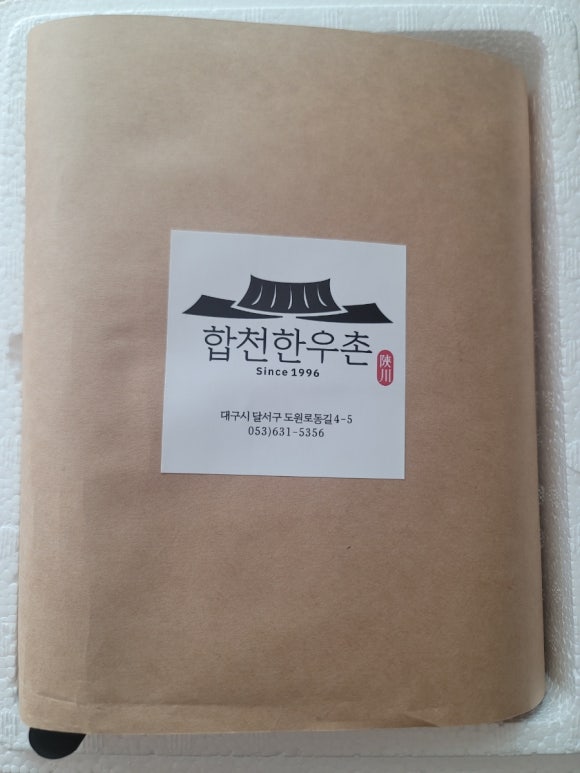 합천한우촌
陜川
Since 1996
대구시 달서구 도원로동길 4-5
053)631-5356